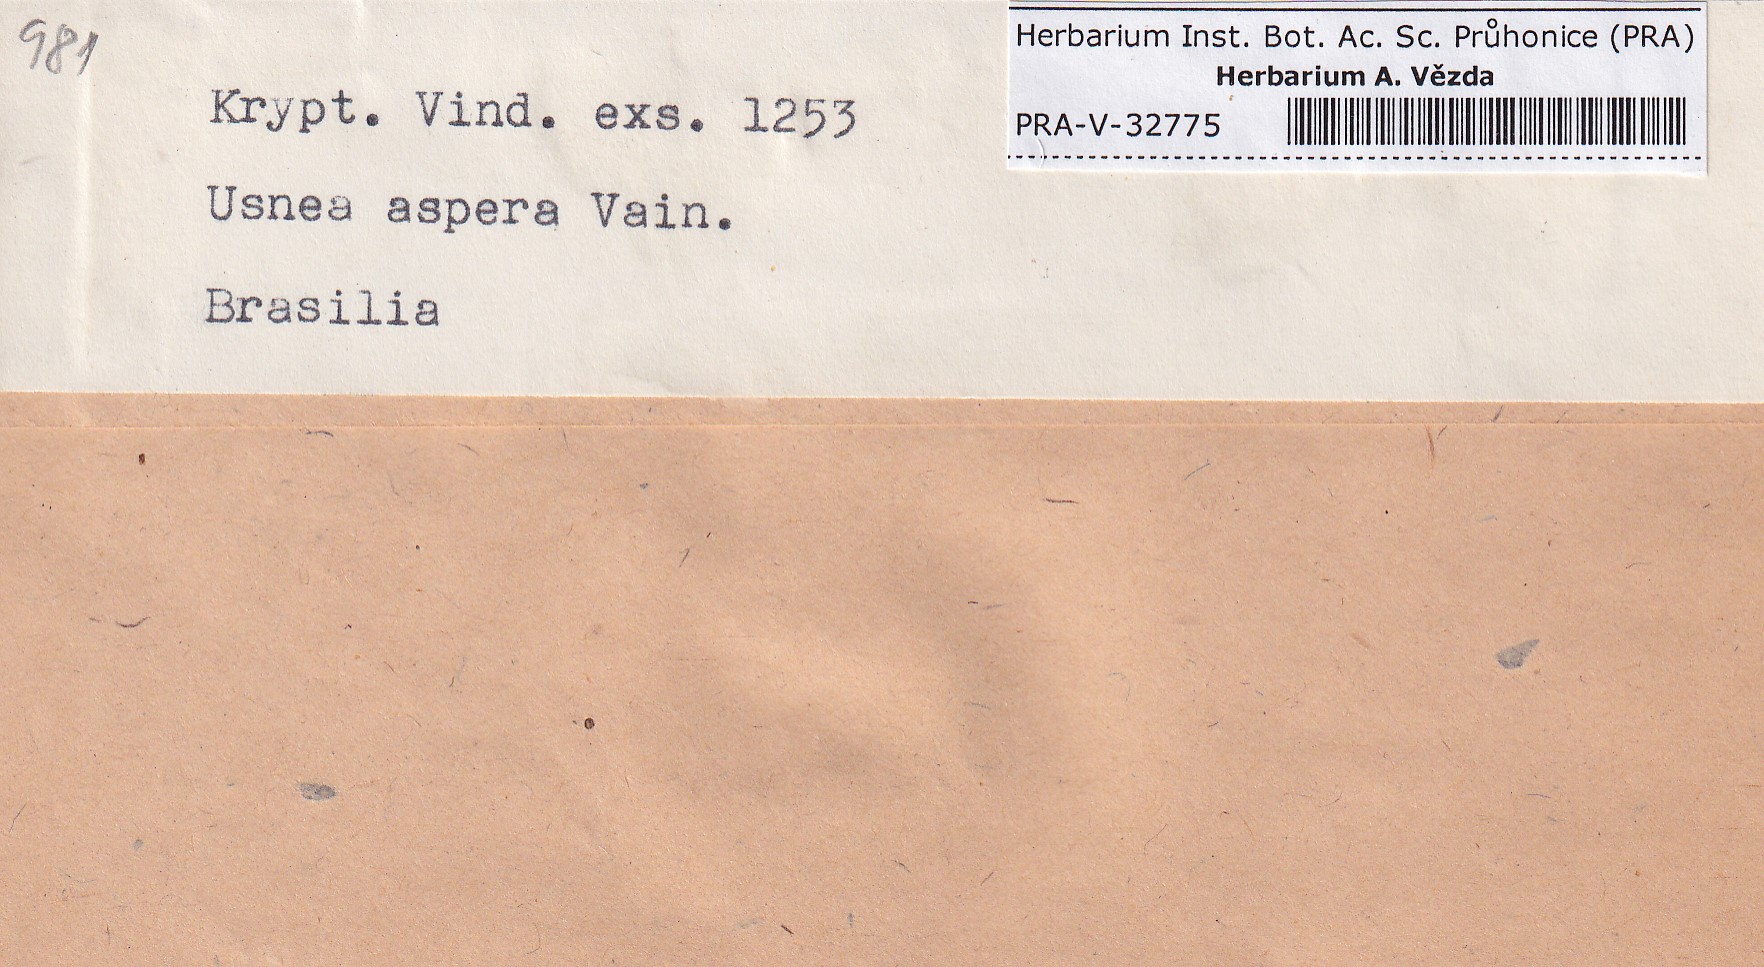 981
Herbarium Inst. Bot. Ac. Sc. Průhonice (PRA)
Herbarium A. Vězda
PRA-V-32775
Krypt. Vind. exs. 1253
Usnea aspera Vain.
Brasilia